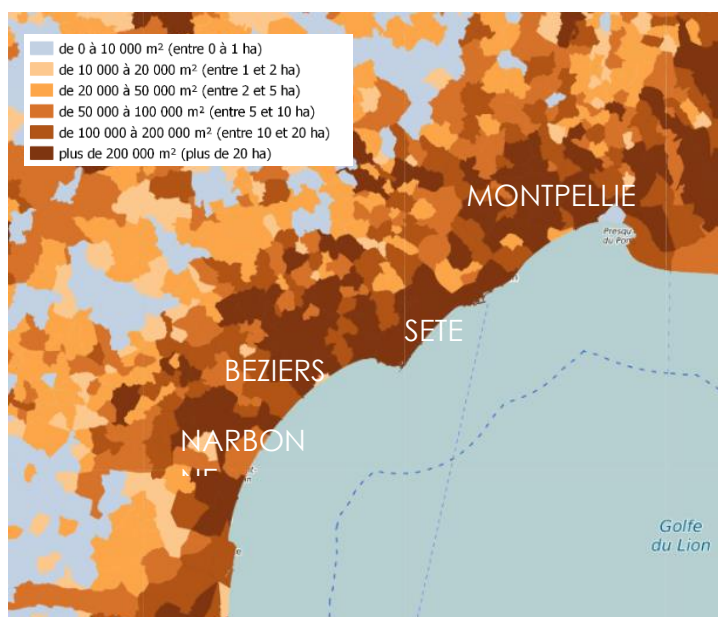 de 0 à 10 000 m² (entre 0 à 1 ha)
de 10 000 à 20 000 m² (entre 1 et 2 ha)
de 20 000 à 50 000 m² (entre 2 et 5 ha)
de 50 000 à 100 000 m² (entre 5 et 10 ha)
de 100 000 à 200 000 m² (entre 10 et 20 ha)
plus de 200 000 m² (plus de 20 ha)
MONTPELLIE
Presqu'
du Pon
SETE
BEZIERS
NARBON
Golfe
du Lion